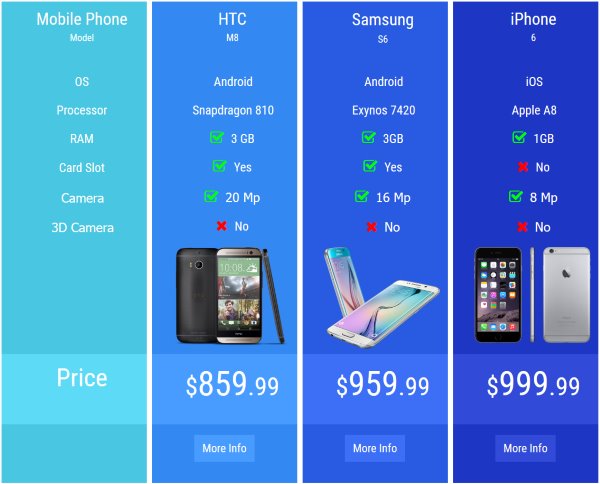 Mobile Phone HTC Samsung iPhone
Model M8 S6 6
OS Android Android iOS
Processor Snapdragon 810 Exynos 7420 Apple A8
RAM 3 GB 3GB 1GB
Card Slot Yes Yes No
Camera 20 Mp 16 Mp 8 Mp
3D Camera No No No
10:08
Price $859.99 $959.99 $999.99
More Info More Info More Info